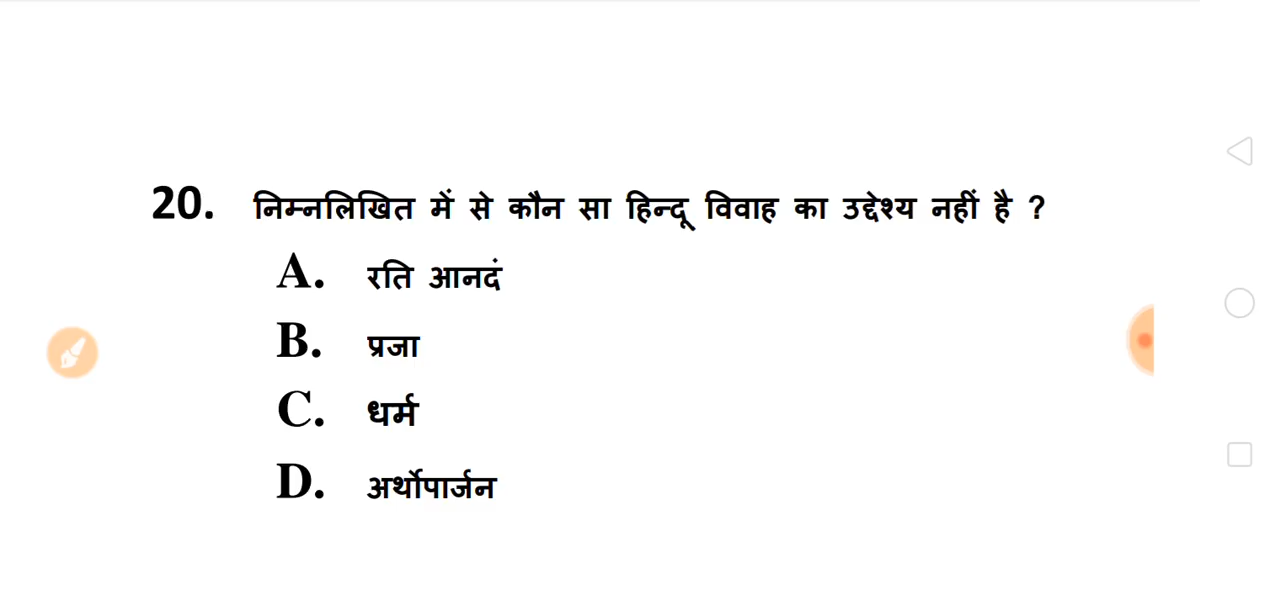 20. निम्नलिखित में से कौन सा हिन्दू विवाह का उद्देश्य नहीं है ?
A. रति आनदं
B. प्रजा
C. धर्म
D. अर्थोपार्जन